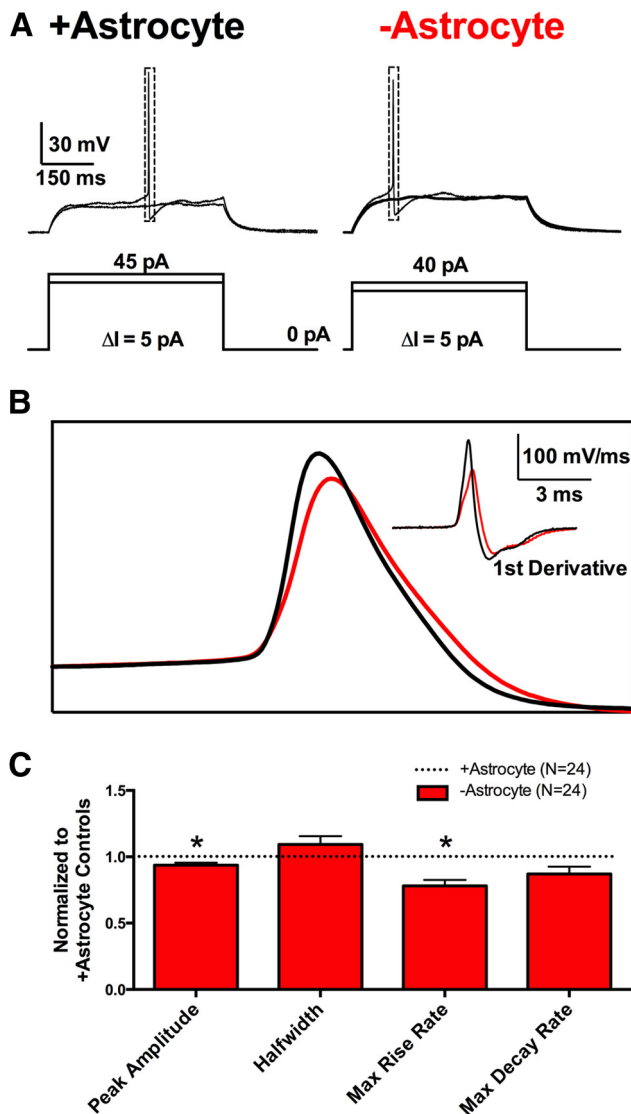 A
+Astrocyte
-Astrocyte
30 mV
150 ms
45 pA
40 pA
ΔI = 5 pA
0 pA
ΔI = 5 pA
B
100 mV/ms
3 ms
1st Derivative
C
+Astrocyte (N=24)
-Astrocyte (N=24)
Normalized to
+Astrocyte Controls
1.5
1.0
0.5
0.0
*
*
Peak Amplitude
Halfwidth
Max Rise Rate
Max Decay Rate